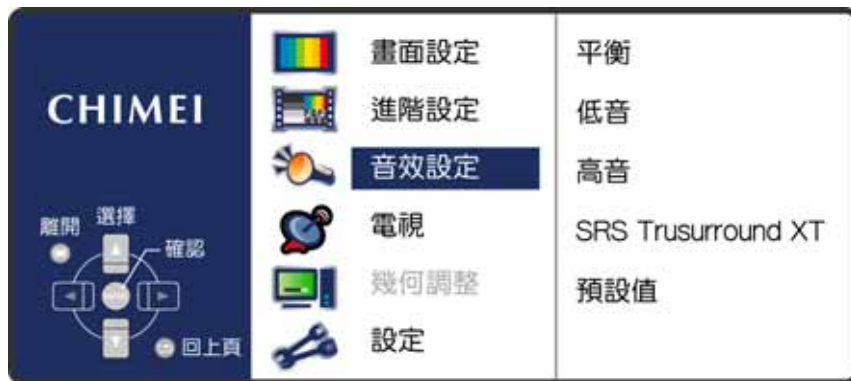 CHIMEI
離開
選擇
確認
回上頁
畫面設定
進階設定
音效設定
電視
幾何調整
設定
平衡
低音
高音
SRS Trusurround XT
預設值